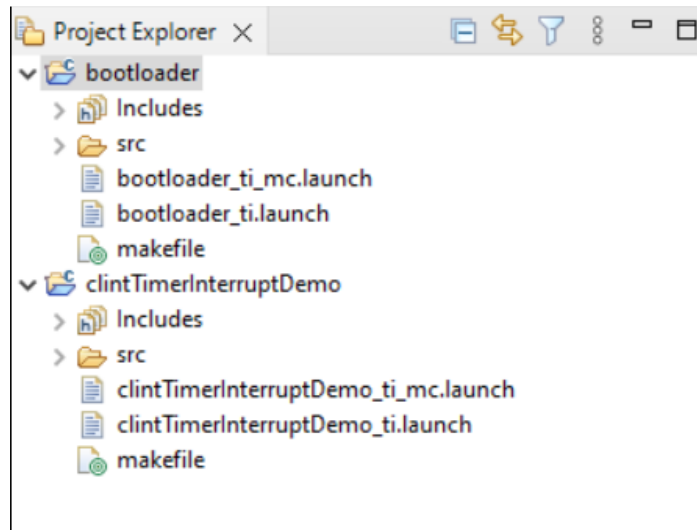 Project Explorer
bootloader
Includes
src
bootloader_ti_mc.launch
bootloader_ti.launch
makefile
clintTimerInterruptDemo
Includes
src
clintTimerInterruptDemo_ti_mc.launch
clintTimerInterruptDemo_ti.launch
makefile